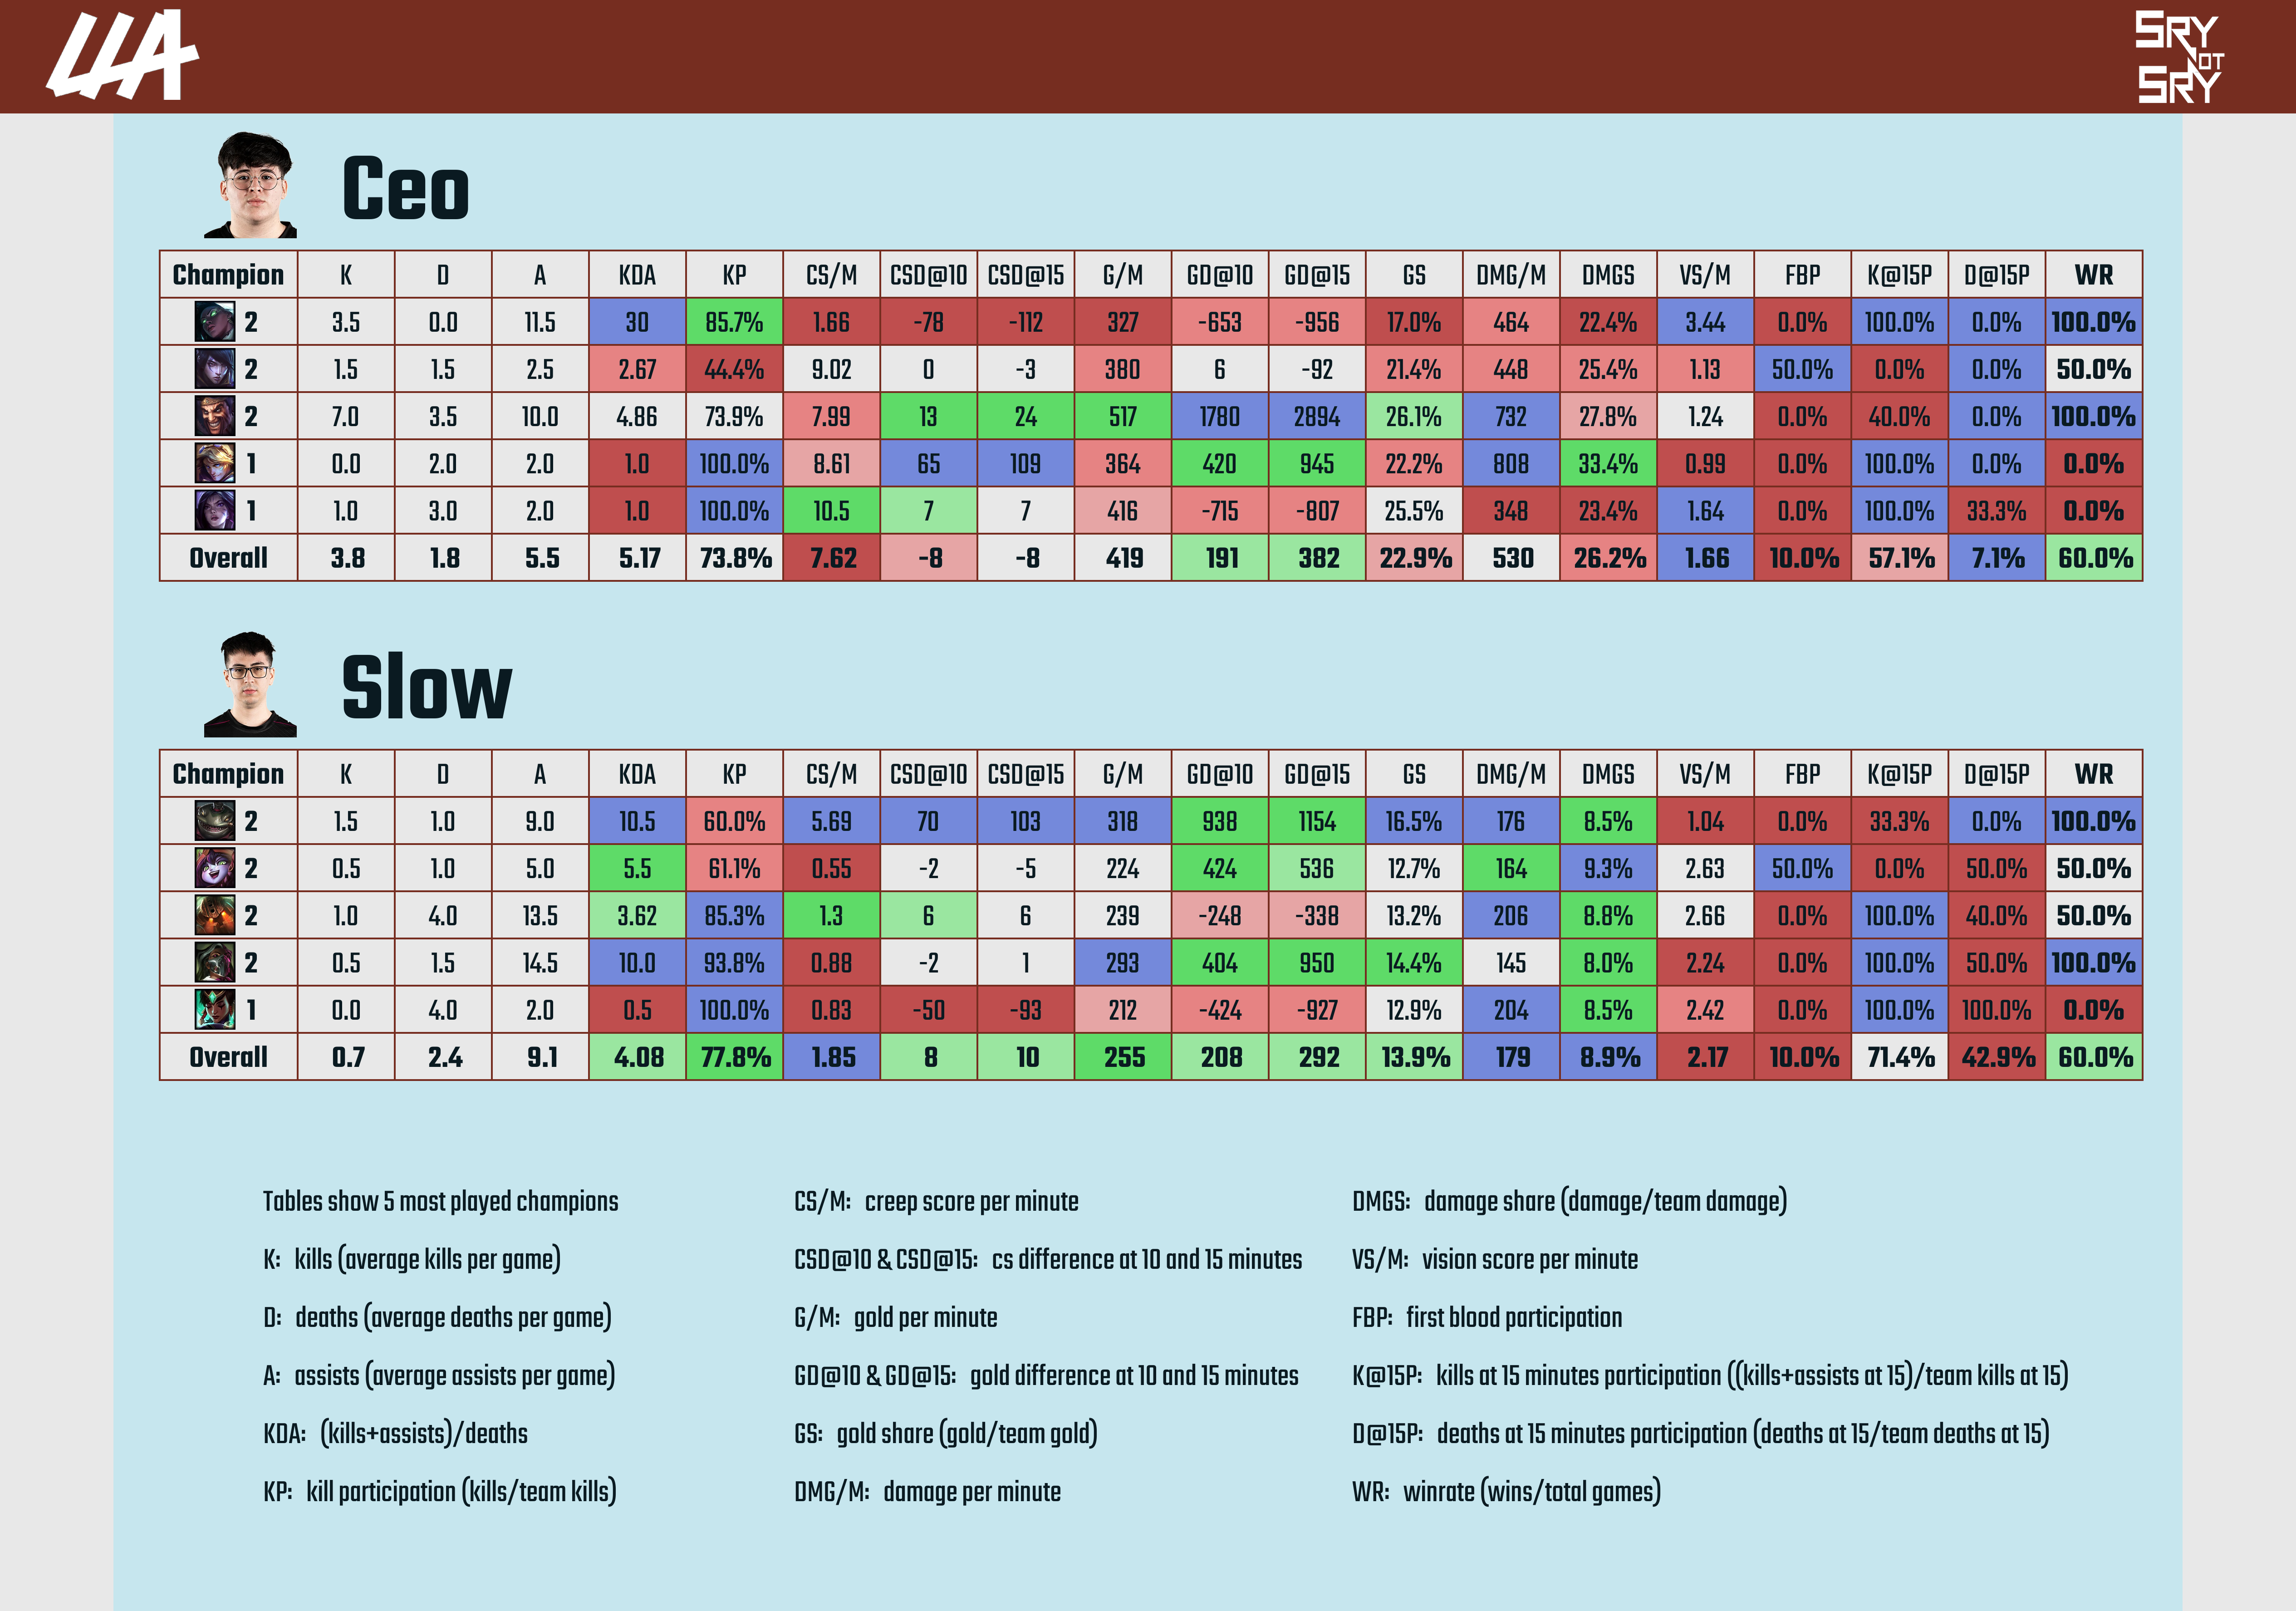 LLA
SRY
NOT
SRY
Ceo
Champion K D A KDA KP CS/M CSD@10 CSD@15 G/M GD@10 GD@15 GS DMG/M DMGS VS/M FBP K@15P D@15P WR
2 3.5 0.0 11.5 30 85.7% 1.66 -78 -112 327 -653 -956 17.0% 464 22.4% 3.44 0.0% 100.0% 0.0% 100.0%
2 1.5 1.5 2.5 2.67 44.4% 9.02 0 -3 380 6 -92 21.4% 448 25.4% 1.13 50.0% 0.0% 0.0% 50.0%
2 7.0 3.5 10.0 4.86 73.9% 7.99 13 24 517 1780 2894 26.1% 732 27.8% 1.24 0.0% 40.0% 0.0% 100.0%
1 0.0 2.0 2.0 1.0 100.0% 8.61 65 109 364 420 945 22.2% 808 33.4% 0.99 0.0% 100.0% 0.0% 0.0%
1 1.0 3.0 2.0 1.0 100.0% 10.5 7 7 416 -715 -807 25.5% 348 23.4% 1.64 0.0% 100.0% 33.3% 0.0%
Overall 3.8 1.8 5.5 5.17 73.8% 7.62 -8 -8 419 191 382 22.9% 530 26.2% 1.66 10.0% 57.1% 7.1% 60.0%
Slow
Champion K D A KDA KP CS/M CSD@10 CSD@15 G/M GD@10 GD@15 GS DMG/M DMGS VS/M FBP K@15P D@15P WR
2 1.5 1.0 9.0 10.5 60.0% 5.69 70 103 318 938 1154 16.5% 176 8.5% 1.04 0.0% 33.3% 0.0% 100.0%
2 0.5 1.0 5.0 5.5 61.1% 0.55 -2 -5 224 424 536 12.7% 164 9.3% 2.63 50.0% 0.0% 50.0% 50.0%
2 1.0 4.0 13.5 3.62 85.3% 1.3 6 6 239 -248 -338 13.2% 206 8.8% 2.66 0.0% 100.0% 40.0% 50.0%
2 0.5 1.5 14.5 10.0 93.8% 0.88 -2 1 293 404 950 14.4% 145 8.0% 2.24 0.0% 100.0% 50.0% 100.0%
1 0.0 4.0 2.0 0.5 100.0% 0.83 -50 -93 212 -424 -927 12.9% 204 8.5% 2.42 0.0% 100.0% 100.0% 0.0%
Overall 0.7 2.4 9.1 4.08 77.8% 1.85 8 10 255 208 292 13.9% 179 8.9% 2.17 10.0% 71.4% 42.9% 60.0%
Tables show 5 most played champions
K: kills (average kills per game)
D: deaths (average deaths per game)
A: assists (average assists per game)
KDA: (kills+assists)/deaths
KP: kill participation (kills/team kills)
CS/M: creep score per minute
CSD@10 & CSD@15: cs difference at 10 and 15 minutes
G/M: gold per minute
GD@10 & GD@15: gold difference at 10 and 15 minutes
GS: gold share (gold/team gold)
DMG/M: damage per minute
DMGS: damage share (damage/team damage)
VS/M: vision score per minute
FBP: first blood participation
K@15P: kills at 15 minutes participation ((kills+assists at 15)/team kills at 15)
D@15P: deaths at 15 minutes participation (deaths at 15/team deaths at 15)
WR: winrate (wins/total games)